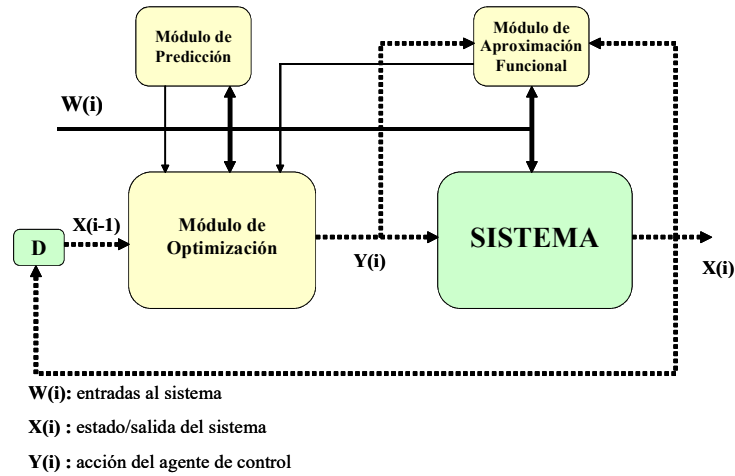 Módulo de
Predicción
Módulo de
Aproximación
Funcional
W(i)
X(i-1)
D
Módulo de
Optimización
Y(i)
SISTEMA
X(i)
W(i): entradas al sistema
X(i) : estado/salida del sistema
Y(i) : acción del agente de control